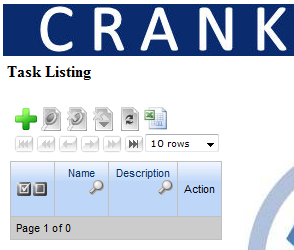 CRANK
Task Listing
10 rows
Name Description Action
Page 1 of 0